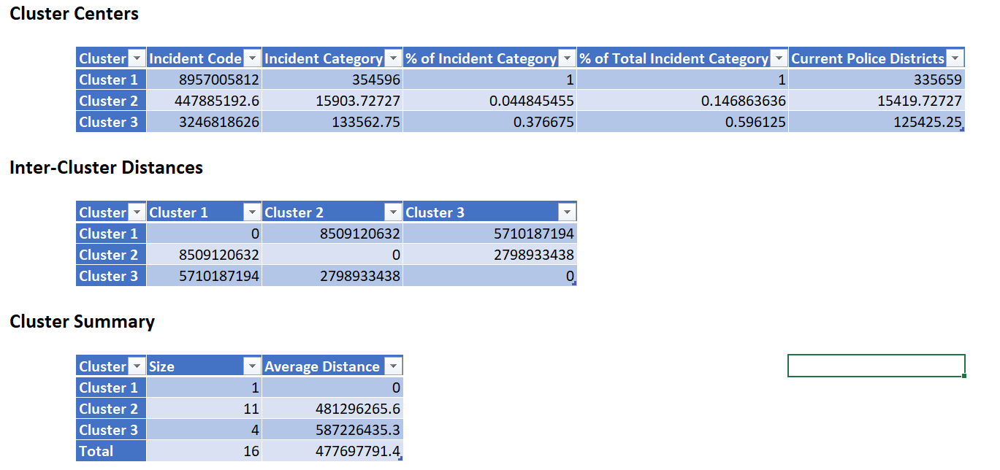 Cluster Centers
Cluster Incident Code Incident Category % of Incident Category % of Total Incident Category Current Police Districts
Cluster 1 8957005812 354596 1 1 335659
Cluster 2 447885192.6 15903.72727 0.044845455 0.146863636 15419.72727
Cluster 3 3246818626 133562.75 0.376675 0.596125 125425.25
Inter-Cluster Distances
Cluster Cluster 1 Cluster 2 Cluster 3
Cluster 1 0 8509120632 5710187194
Cluster 2 8509120632 0 2798933438
Cluster 3 5710187194 2798933438 0
Cluster Summary
Cluster Size Average Distance
Cluster 1 1 0
Cluster 2 11 481296265.6
Cluster 3 4 587226435.3
Total 16 477697791.4